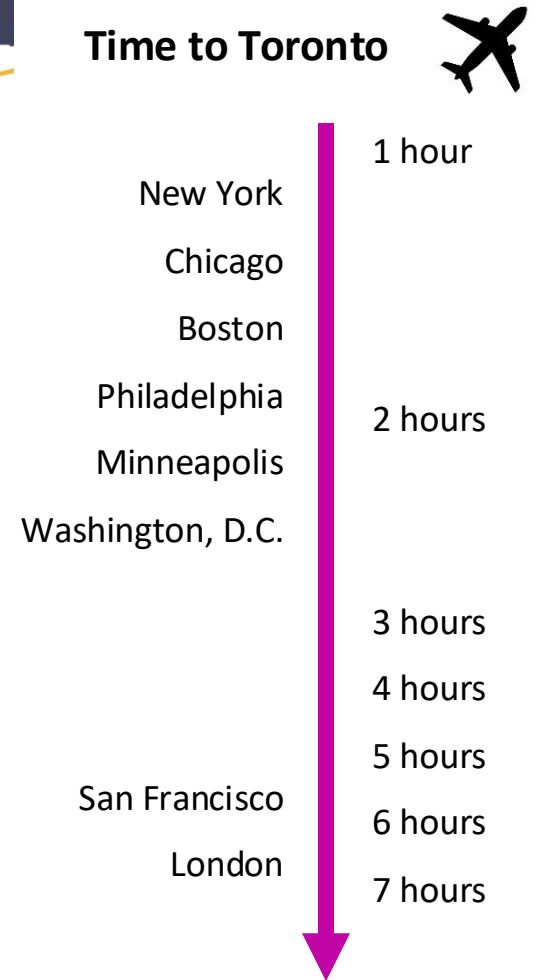 Time to Toronto
1 hour
New York
Chicago
Boston
Philadelphia
2 hours
Minneapolis
Washington, D.C.
3 hours
4 hours
5 hours
San Francisco
6 hours
London
7 hours